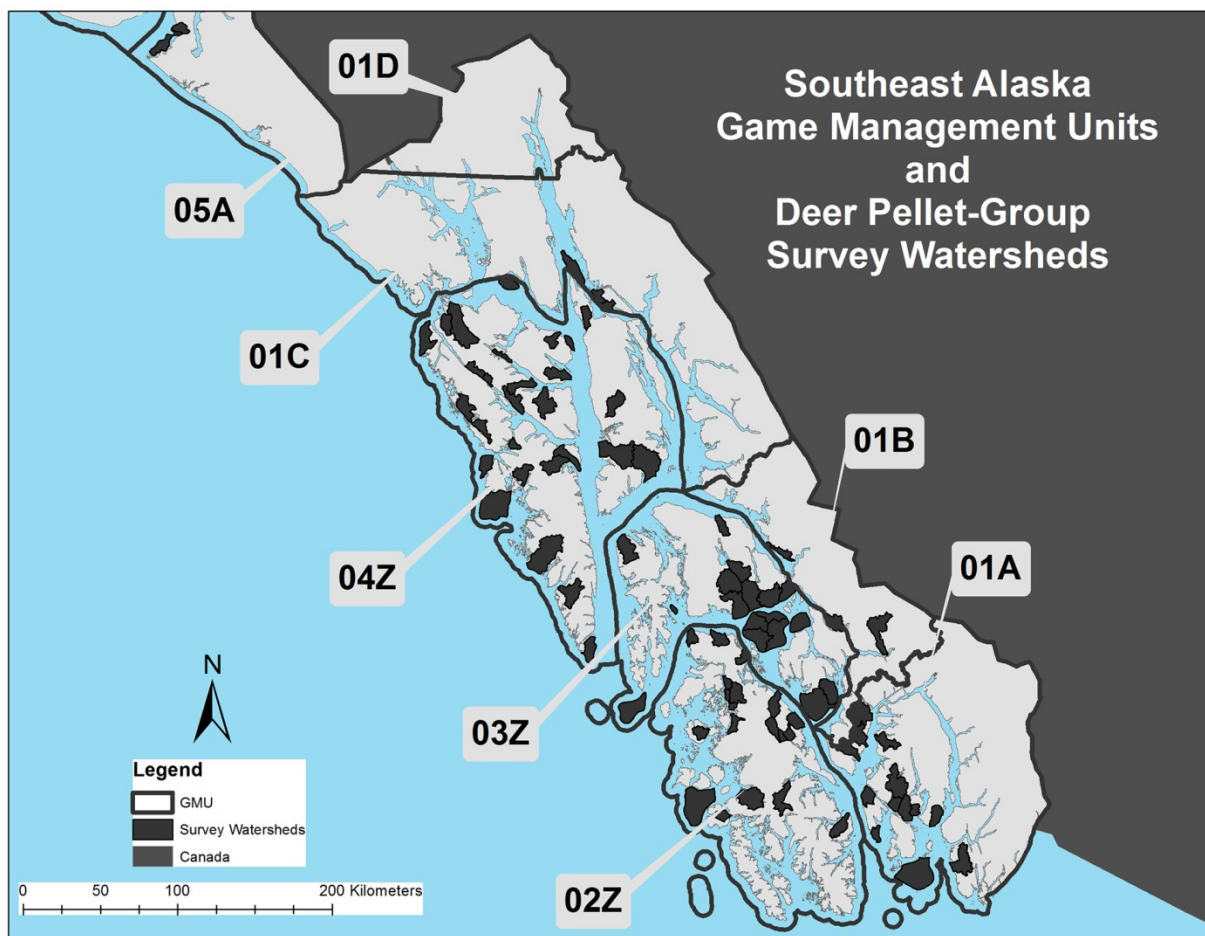 Southeast Alaska
Game Management Units
and
Deer Pellet-Group
Survey Watersheds
01D
05A
01C
01B
04Z
01A
03Z
02Z
N
Legend
GMU
Survey Watersheds
Canada
0 50 100 200 Kilometers